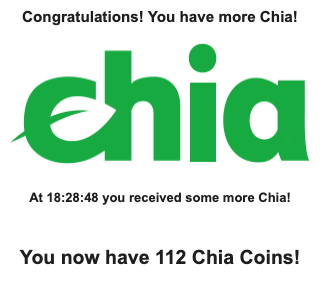 Congratulations! You have more Chia!
chia
At 18:28:48 you received some more Chia!
You now have 112 Chia Coins!